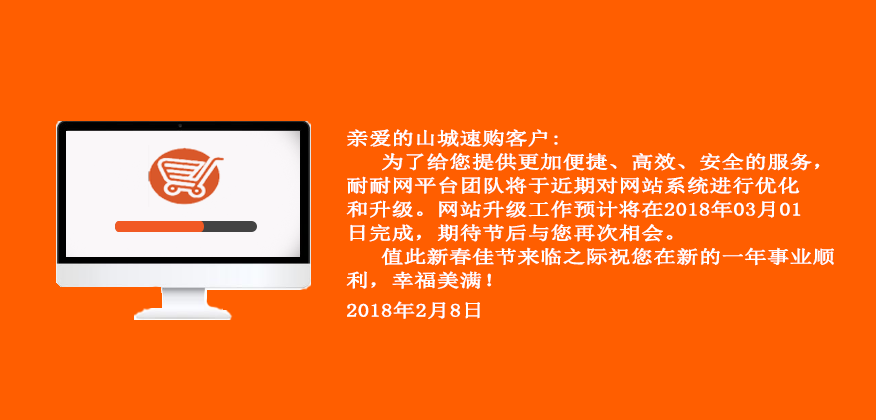 亲爱的山城速购客户：
为了给您提供更加便捷、高效、安全的服务，
耐耐网平台团队将于近期对网站系统进行优化
和升级。网站升级工作预计将在2018年03月01
日完成，期待节后与您再次相会。
值此新春佳节来临之际祝您在新的一年事业顺
利，幸福美满！
2018年2月8日